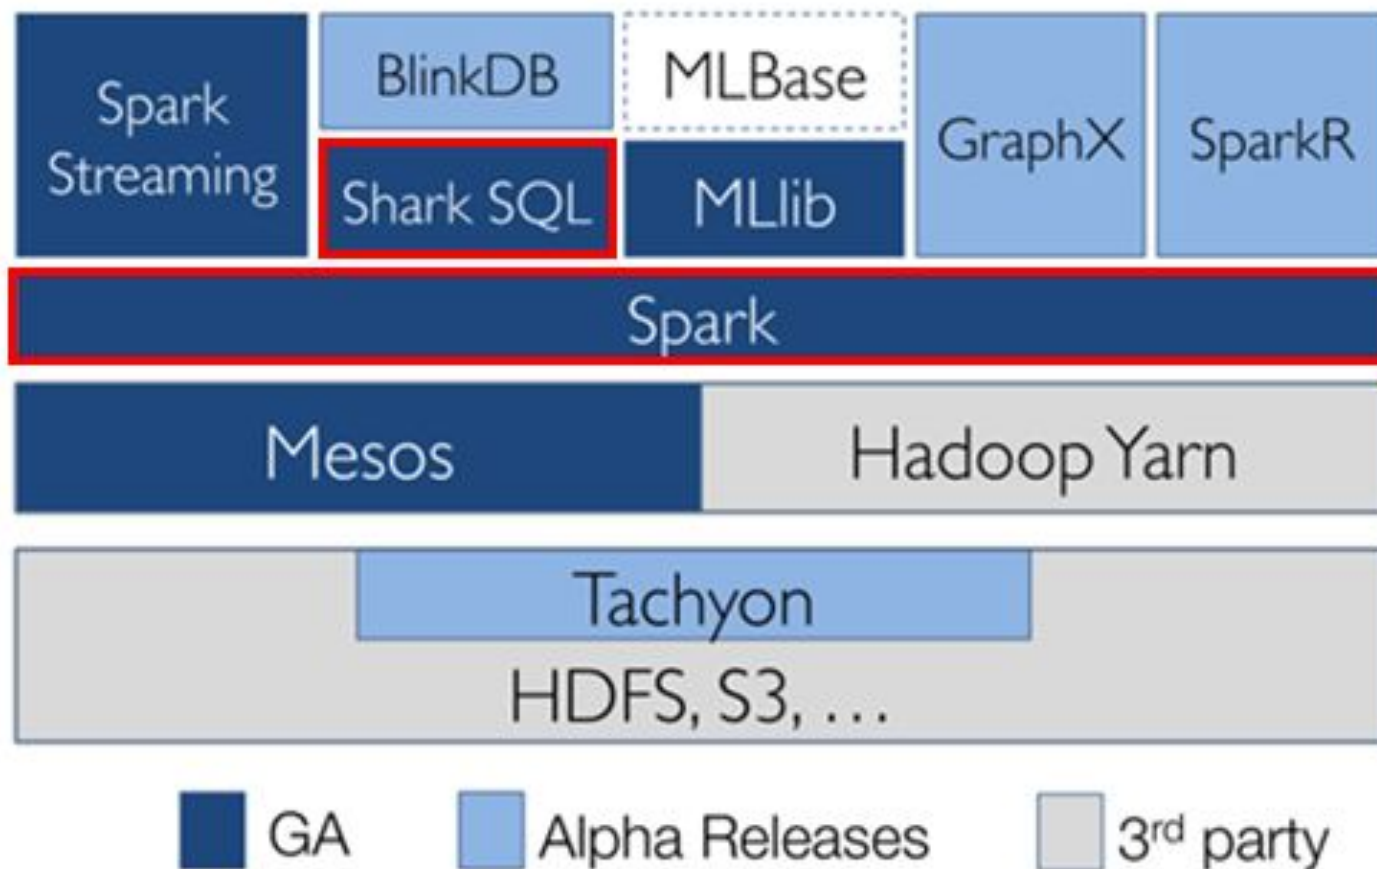 Spark
Streaming
BlinkDB
Shark SQL
MLBase
MLlib
GraphX
SparkR
Spark
Mesos
Hadoop Yarn
Tachyon
HDFS, S3, …
GA
Alpha Releases
3rd party